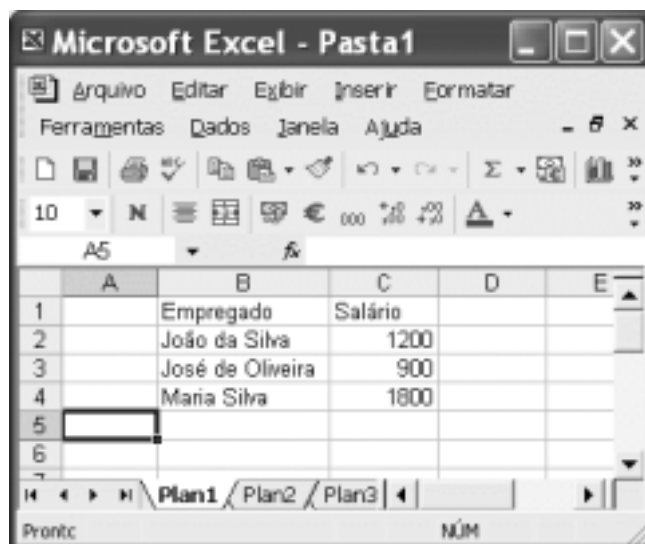 Microsoft Excel - Pasta1
Arquivo Editar Exibir Inserir Formatar
Ferramentas Dados Janela Ajuda
10 N € 000 A
A5 fx
A B C D E
1 Empregado Salário
2 João da Silva 1200
3 José de Oliveira 900
4 Maria Silva 1800
5
6
Plan1 Plan2 Plan3
Prontc NÚM